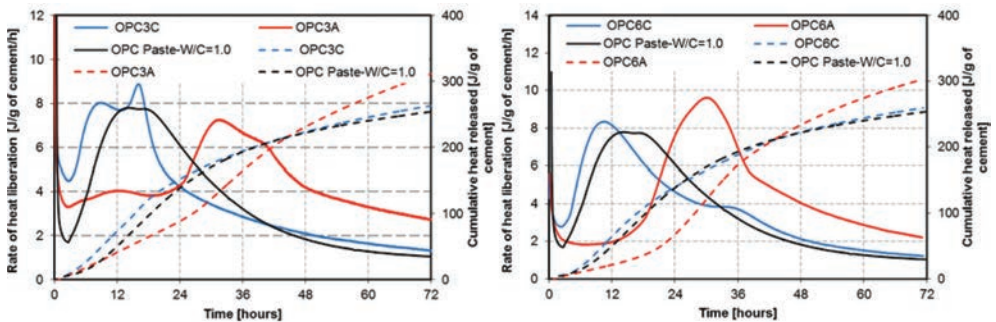 12
10
8
6
4
2
0
Rate of heat liberation [J/g of cement/h]
OPC3C
OPC3A
OPC Paste-W/C=1.0
OPC3C
OPC3A
OPC Paste-W/C=1.0
400
300
200
100
0
Cumulative heat released [J/g of
cement]
0 12 24 36 48 60 72
Time [hours]
14
12
10
8
6
4
2
0
Rate of heat liberation [J/g of cement/h]
OPC6C
OPC6A
OPC Paste-W/C=1.0
OPC6C
OPC6A
OPC Paste-W/C=1.0
400
300
200
100
0
Cumulative heat released [J/g of
cement]
0 12 24 36 48 60 72
Time [hours]